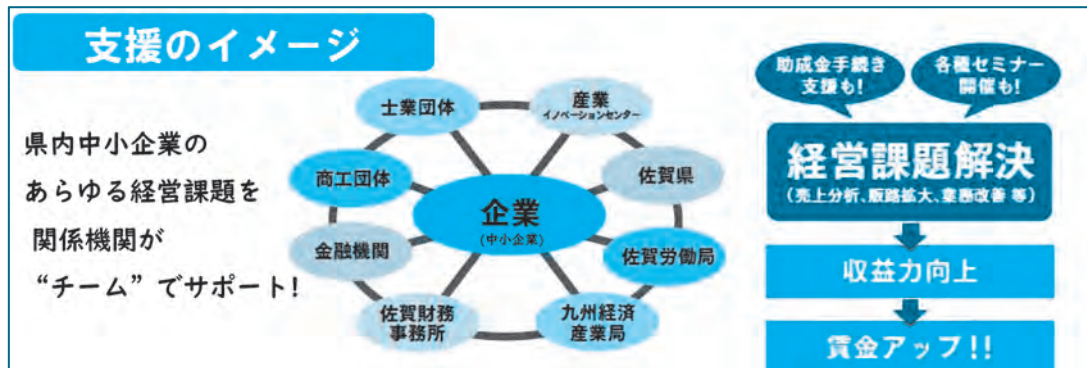 支援のイメージ
県内中小企業の
あらゆる経営課題を
関係機関が
“チーム”でサポート!
士業団体
産業
イノベーションセンター
商工団体
佐賀県
企業
(中小企業)
金融機関
佐賀労働局
佐賀財務
事務所
九州経済
産業局
助成金手続き
支援も!
各種セミナー
開催も!
経営課題解決
(売上分析、販路拡大、業務改善 等)
収益力向上
賃金アップ!!